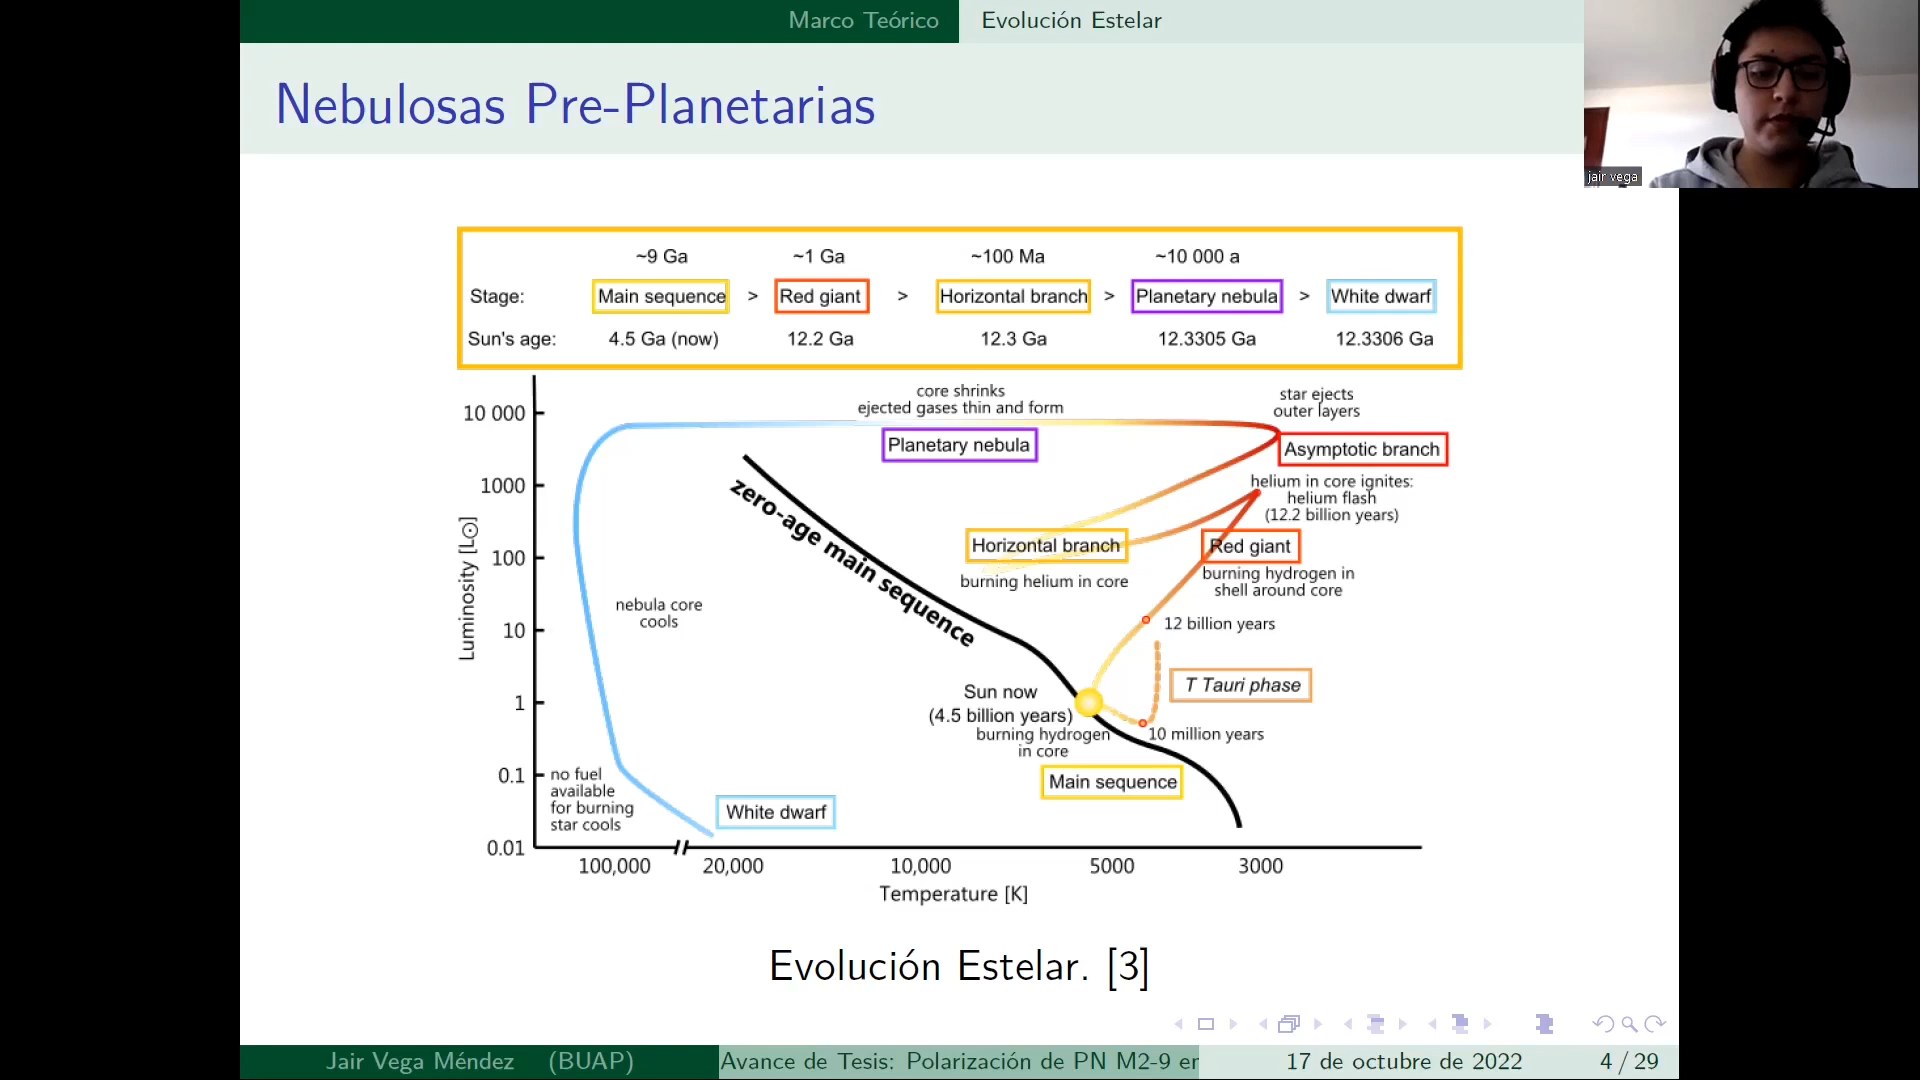 Marco Teórico Evolución Estelar
Nebulosas Pre-Planetarias
jair vega
~9 Ga ~1 Ga ~100 Ma ~10 000 a
Stage: Main sequence > Red giant > Horizontal branch > Planetary nebula > White dwarf
Sun's age: 4.5 Ga (now) 12.2 Ga 12.3 Ga 12.3305 Ga 12.3306 Ga
core shrinks
ejected gases thin and form
Planetary nebula
star ejects
outer layers
Asymptotic branch
helium in core ignites:
helium flash
(12.2 billion years)
zero-age main sequence
Horizontal branch
burning helium in core
Red giant
burning hydrogen in
shell around core
12 billion years
nebula core
cools
T Tauri phase
Sun now
(4.5 billion years)
burning hydrogen
in core
10 million years
Main sequence
no fuel
available
for burning
star cools
White dwarf
Luminosity [L⊙]
10 000
1000
100
10
1
0.1
0.01
100,000 20,000 10,000 5000 3000
Temperature [K]
Evolución Estelar. [3]
Jair Vega Méndez (BUAP) Avance de Tesis: Polarización de PN M2-9 en 17 de octubre de 2022 4 / 29